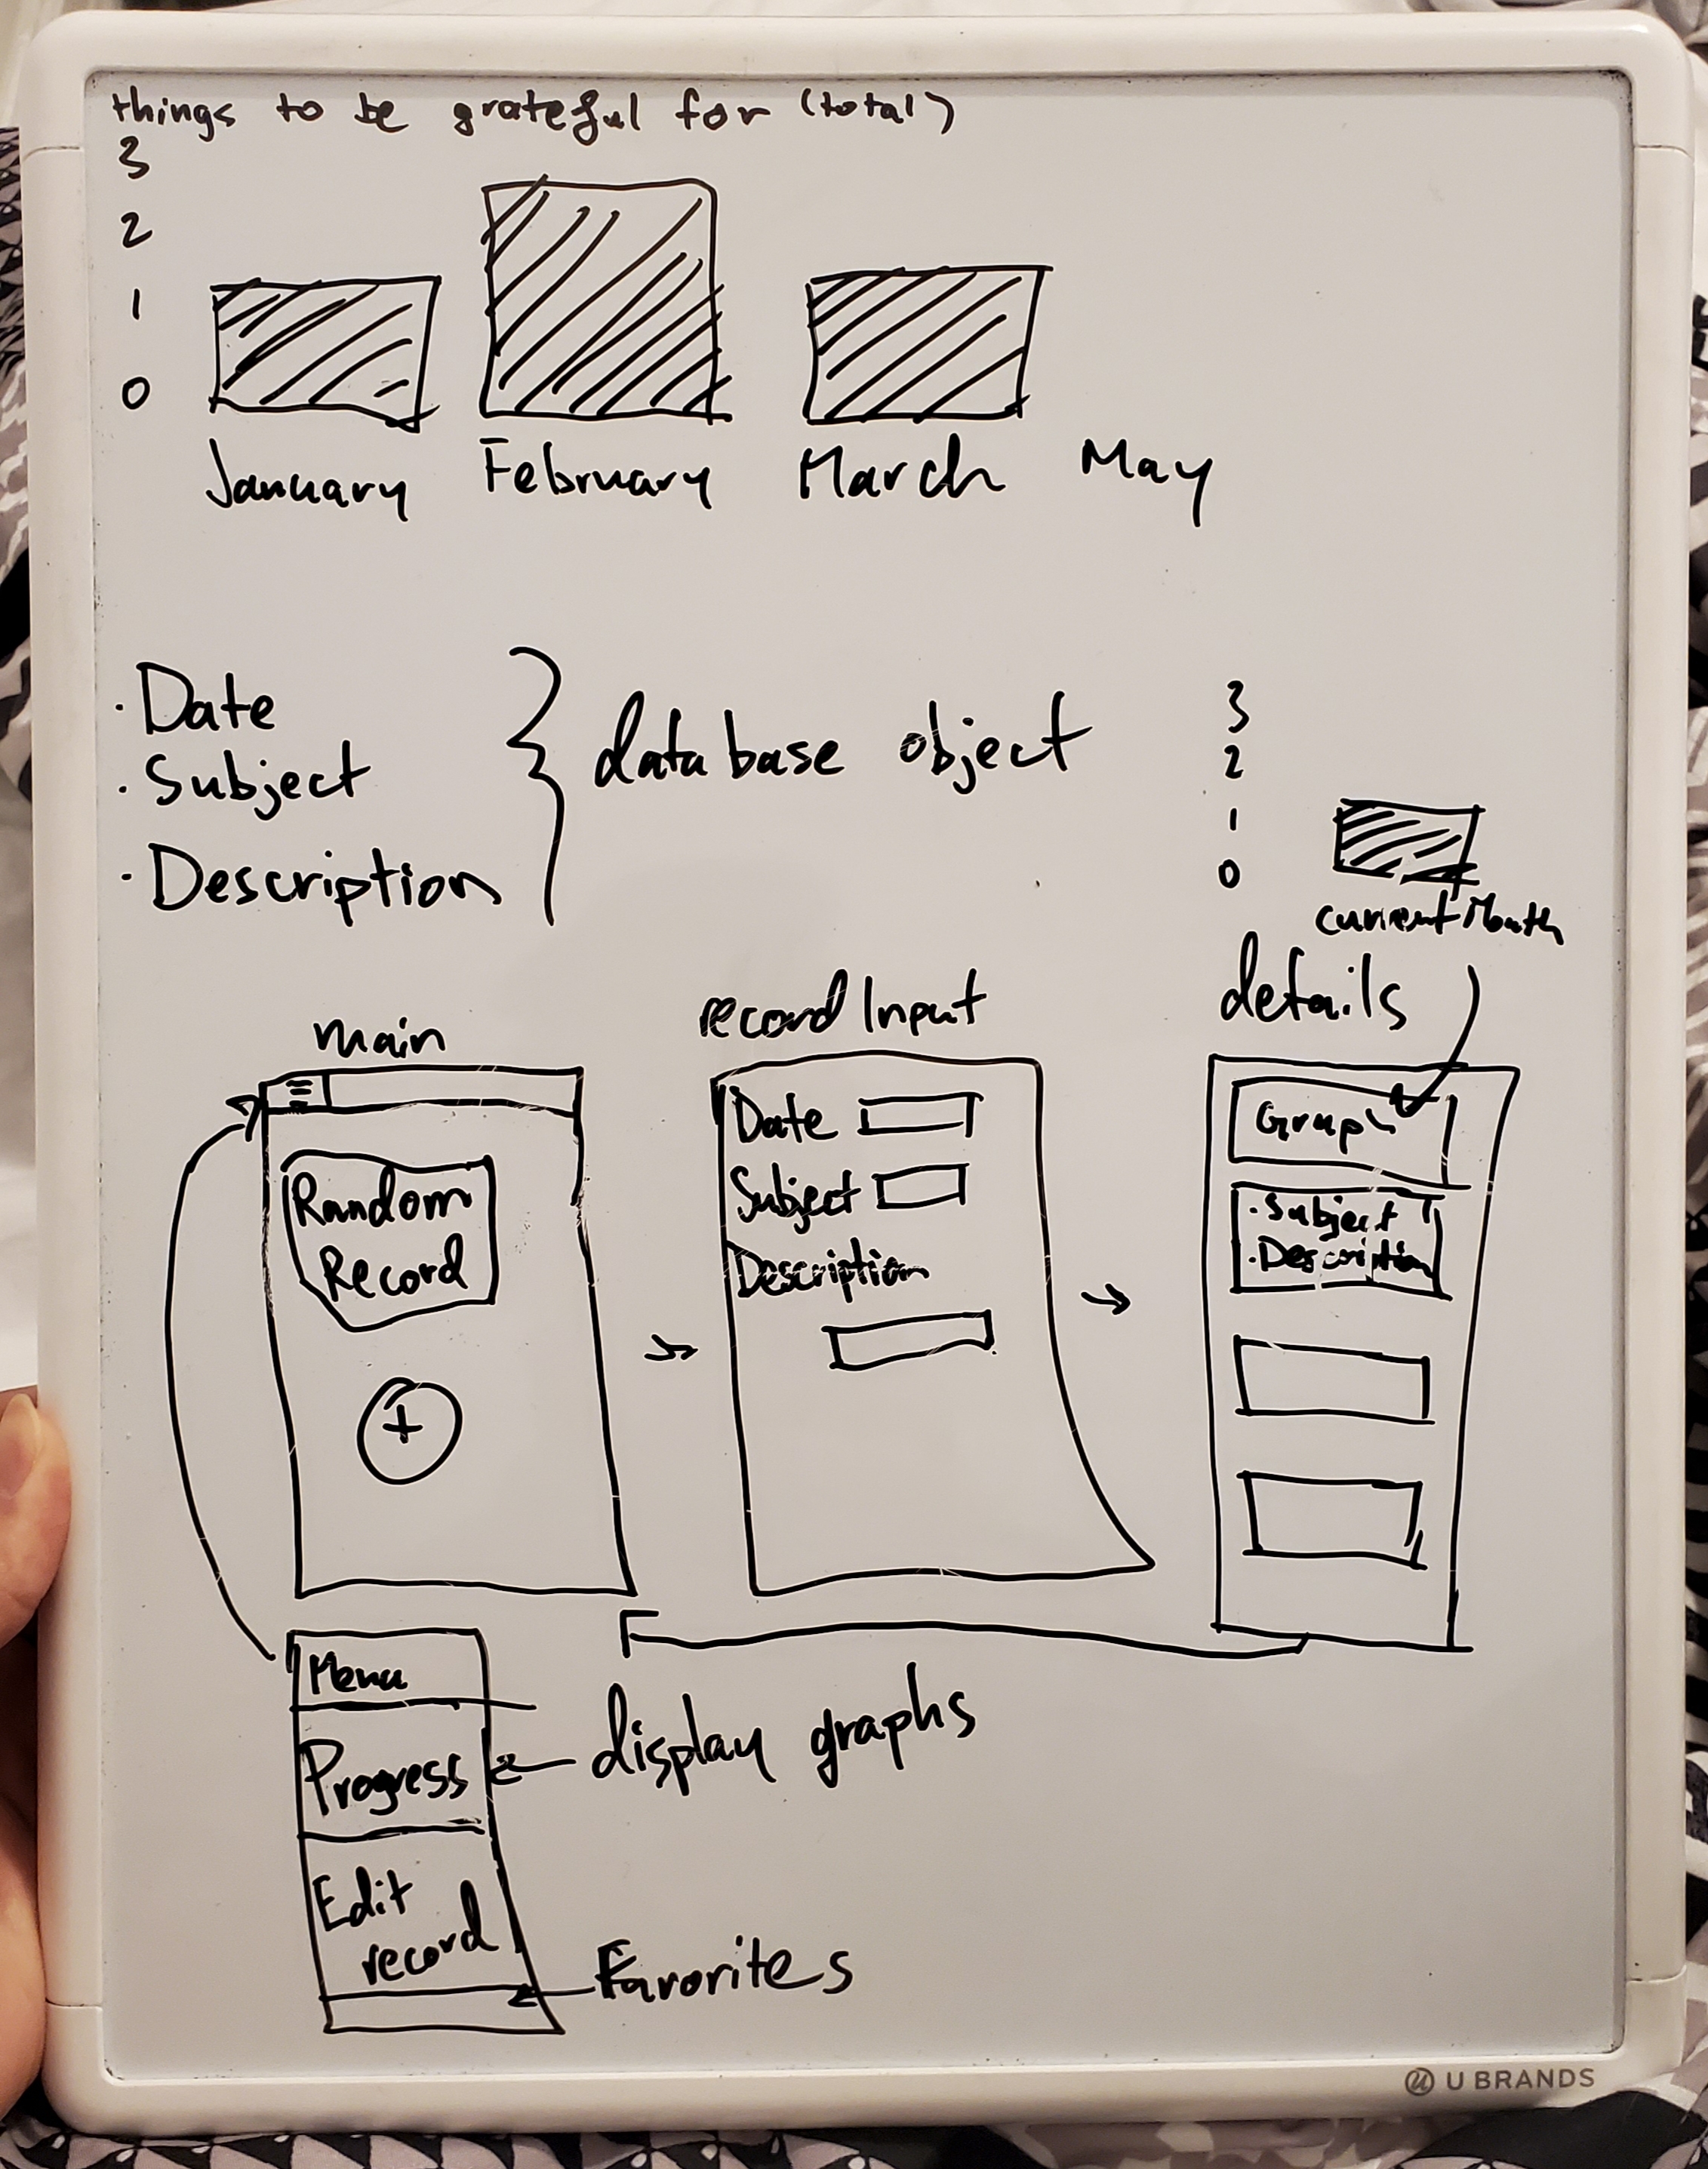 things to be grateful for (total)
3
2
1
0
January February March May
· Date
· Subject
· Description
database object
3
2
1
0
current Month
main
Random
Record
+
record Input
Date
Subject
Description
details
Graph
· Subject
· Description
Menu
Progress
display graphs
Edit
record
Favorites
U BRANDS